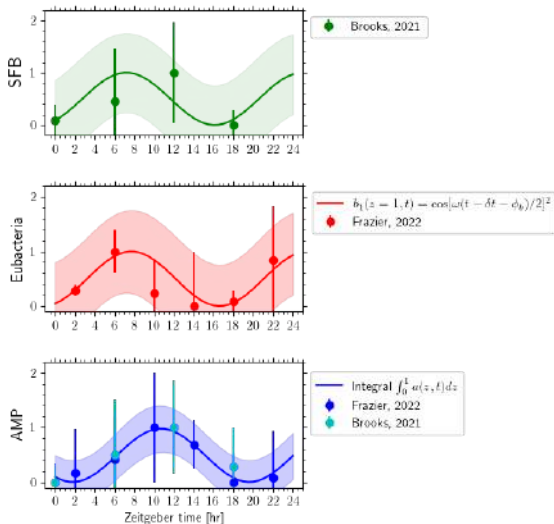 SFB
2
1
0
0 2 4 6 8 10 12 14 16 18 20 22 24
Brooks, 2021
Eubacteria
2
1
0
0 2 4 6 8 10 12 14 16 18 20 22 24
b₁(z = 1, t) = cos[ω(t − δt − ϕ_b)/2]²
Frazier, 2022
AMP
2
1
0
0 2 4 6 8 10 12 14 16 18 20 22 24
Zeitgeber time [hr]
Integral ∫₀¹ a(z, t)dz
Frazier, 2022
Brooks, 2021